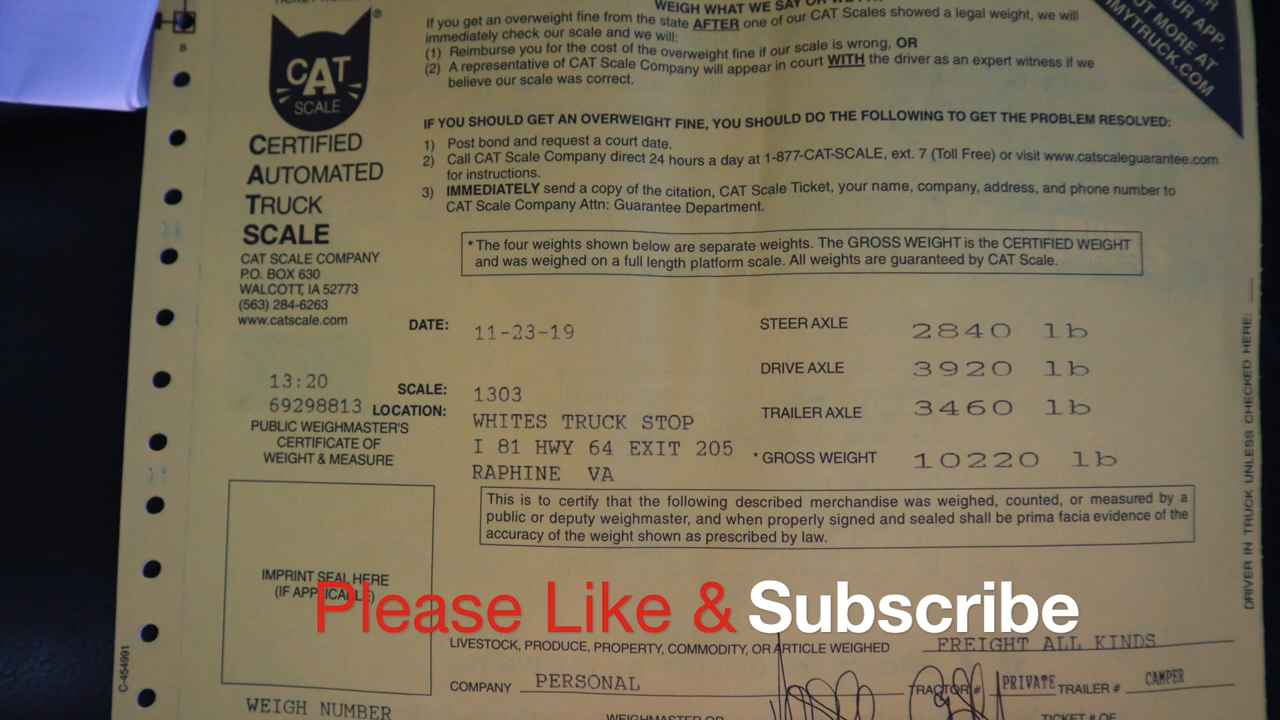 WEIGH WHAT WE SAY OR WE PAY
If you get an overweight fine from the state AFTER one of our CAT Scales showed a legal weight, we will
immediately check our scale and we will:
(1) Reimburse you for the cost of the overweight fine if our scale is wrong, OR
(2) A representative of CAT Scale Company will appear in court WITH the driver as an expert witness if we
believe our scale was correct.
UR APP.
UT MORE AT
MYTRUCK.COM
8
CAT
SCALE
®
CERTIFIED
AUTOMATED
TRUCK
SCALE
CAT SCALE COMPANY
P.O. BOX 630
WALCOTT, IA 52773
(563) 284-6263
www.catscale.com
IF YOU SHOULD GET AN OVERWEIGHT FINE, YOU SHOULD DO THE FOLLOWING TO GET THE PROBLEM RESOLVED:
1) Post bond and request a court date.
2) Call CAT Scale Company direct 24 hours a day at 1-877-CAT-SCALE, ext. 7 (Toll Free) or visit www.catscaleguarantee.com
for instructions.
3) IMMEDIATELY send a copy of the citation, CAT Scale Ticket, your name, company, address, and phone number to
CAT Scale Company Attn: Guarantee Department.
* The four weights shown below are separate weights. The GROSS WEIGHT is the CERTIFIED WEIGHT
and was weighed on a full length platform scale. All weights are guaranteed by CAT Scale.
DATE: 11-23-19
STEER AXLE 2840 lb
DRIVE AXLE 3920 lb
TRAILER AXLE 3460 lb
* GROSS WEIGHT 10220 lb
13:20
69298813
SCALE: 1303
LOCATION: WHITES TRUCK STOP
I 81 HWY 64 EXIT 205
RAPHINE VA
PUBLIC WEIGHMASTER'S
CERTIFICATE OF
WEIGHT & MEASURE
This is to certify that the following described merchandise was weighed, counted, or measured by a
public or deputy weighmaster, and when properly signed and sealed shall be prima facia evidence of the
accuracy of the weight shown as prescribed by law.
IMPRINT SEAL HERE
(IF APPLICABLE)
Please Like & Subscribe
LIVESTOCK, PRODUCE, PROPERTY, COMMODITY, OR ARTICLE WEIGHED FREIGHT ALL KINDS
COMPANY PERSONAL TRACTOR # PRIVATE TRAILER # CAMPER
WEIGH NUMBER
WEIGHMASTER OR
TICKET # OF
C-454991
DRIVER IN TRUCK UNLESS CHECKED HERE: